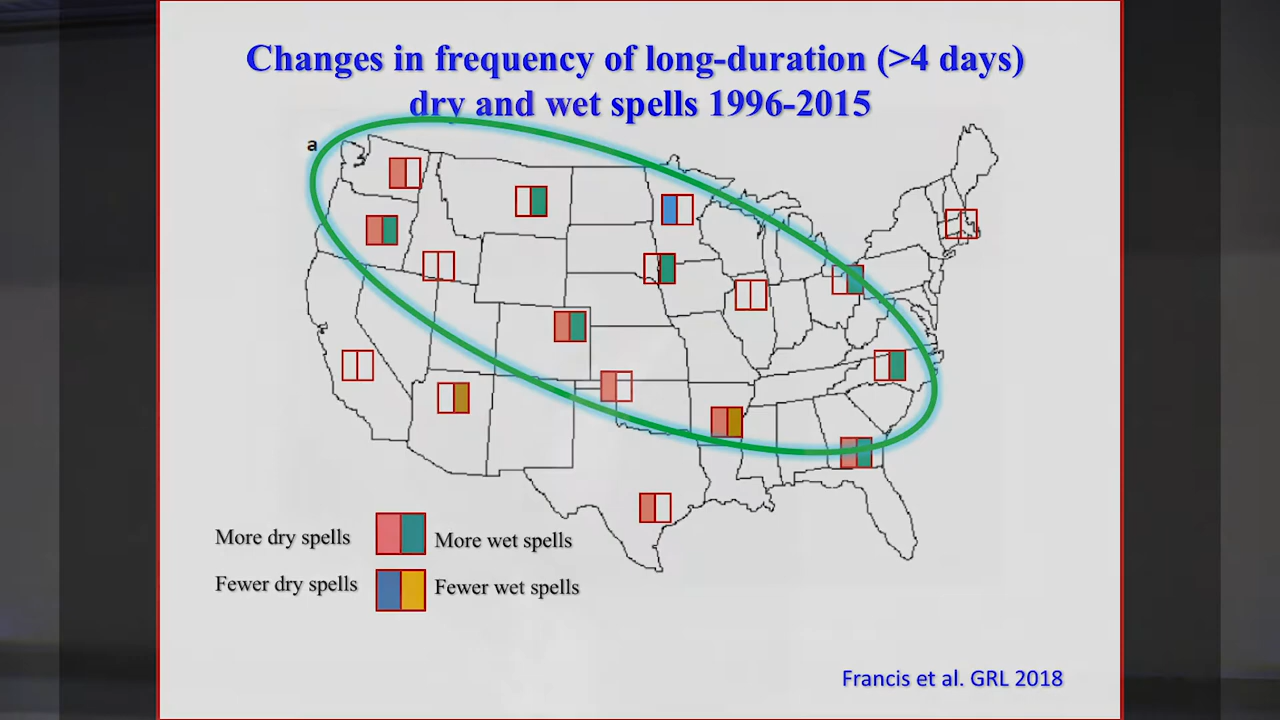 Changes in frequency of long-duration (>4 days)
dry and wet spells 1996-2015
a
More dry spells
More wet spells
Fewer dry spells
Fewer wet spells
Francis et al. GRL 2018